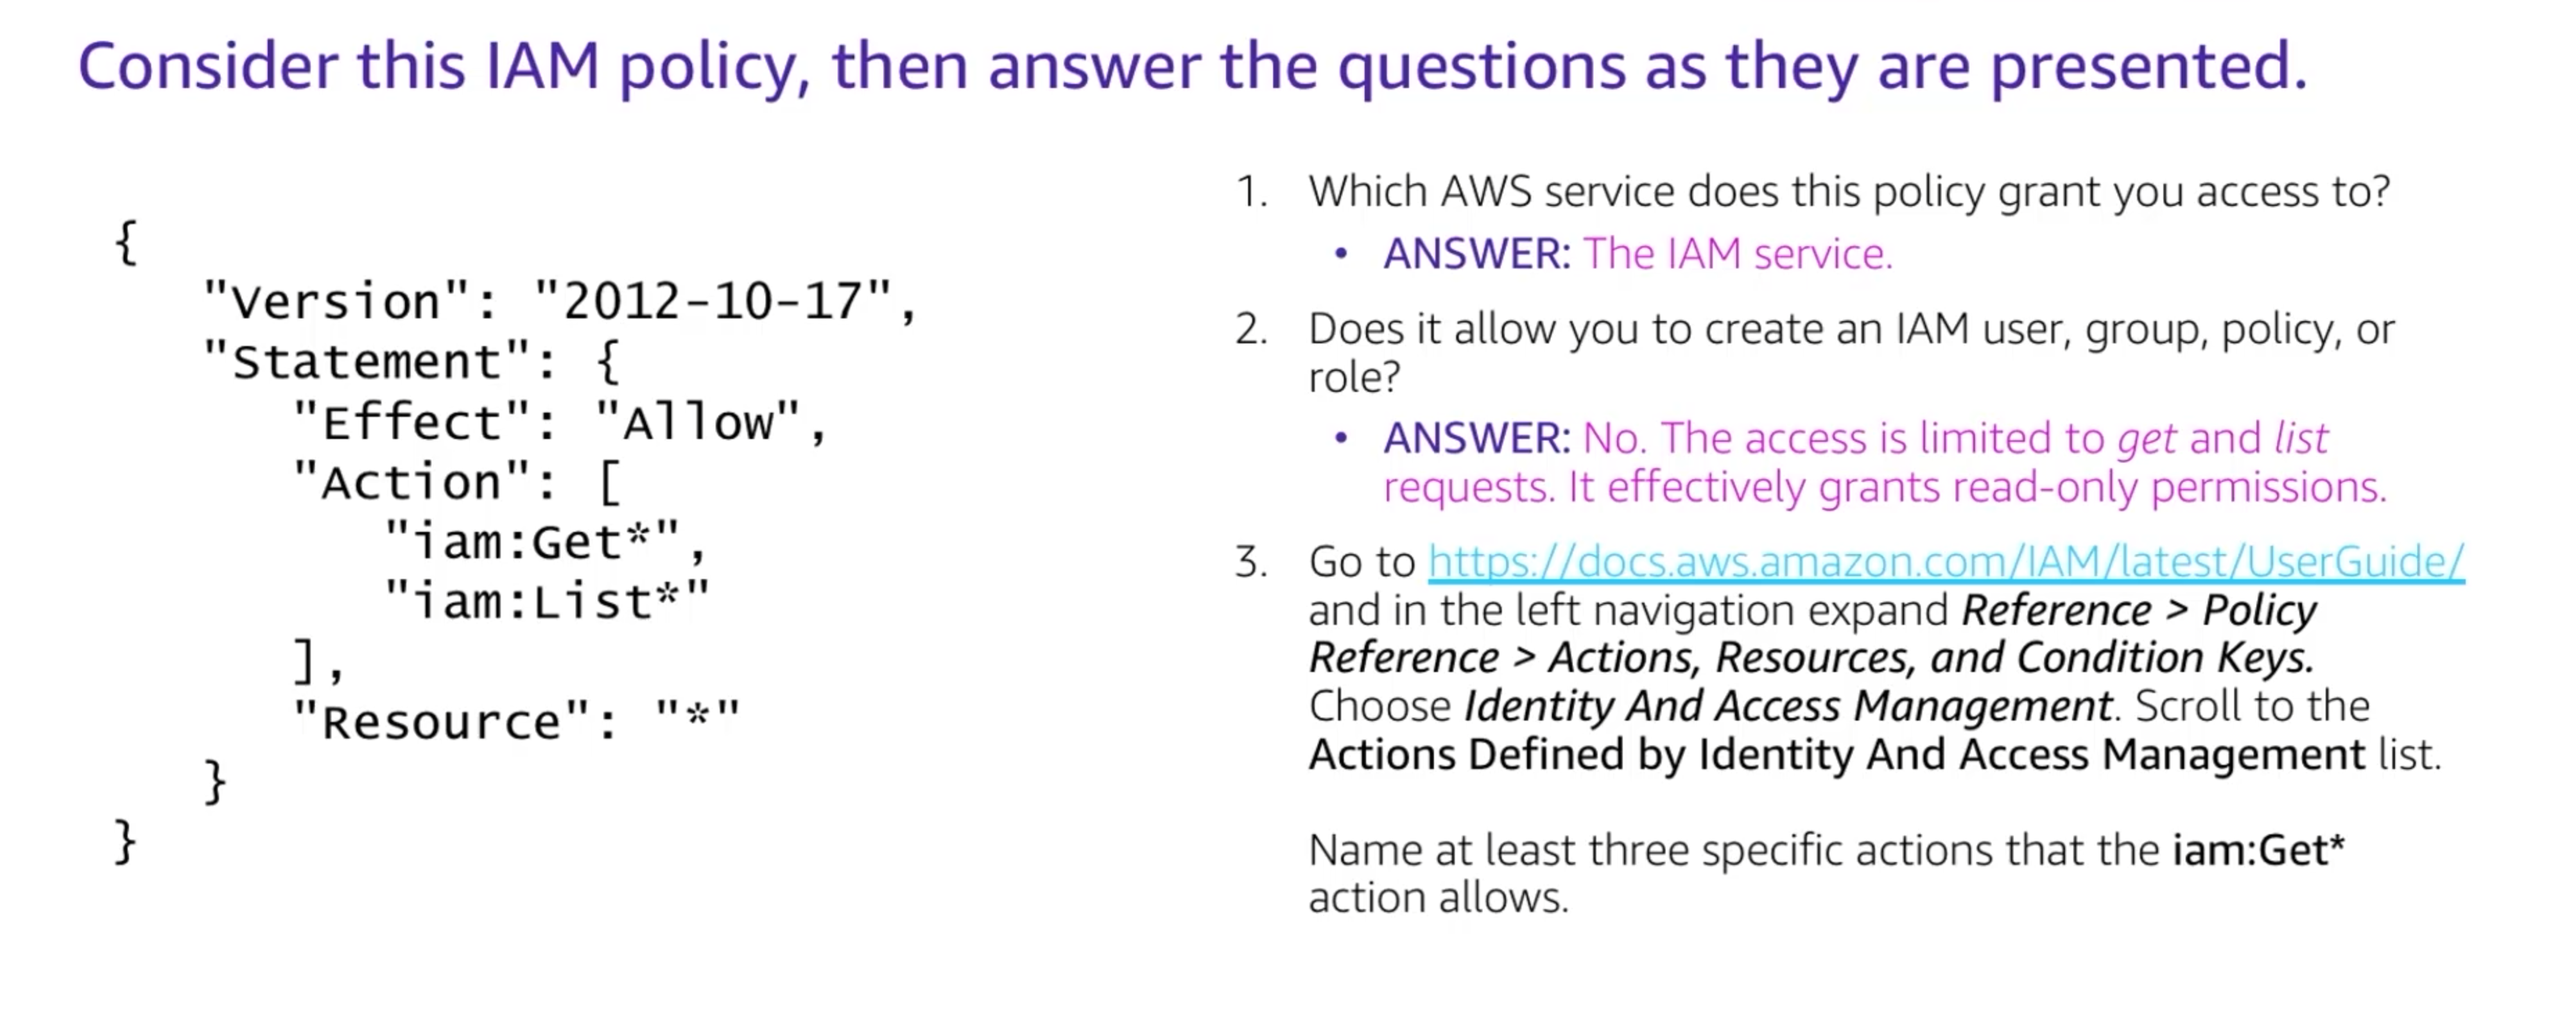 Consider this IAM policy, then answer the questions as they are presented.
{
"Version": "2012-10-17",
"Statement": {
"Effect": "Allow",
"Action": [
"iam:Get*",
"iam:List*"
],
"Resource": "*"
}
}
1. Which AWS service does this policy grant you access to?
• ANSWER: The IAM service.
2. Does it allow you to create an IAM user, group, policy, or
role?
• ANSWER: No. The access is limited to get and list
requests. It effectively grants read-only permissions.
3. Go to https://docs.aws.amazon.com/IAM/latest/UserGuide/
and in the left navigation expand Reference > Policy
Reference > Actions, Resources, and Condition Keys.
Choose Identity And Access Management. Scroll to the
Actions Defined by Identity And Access Management list.
Name at least three specific actions that the iam:Get*
action allows.